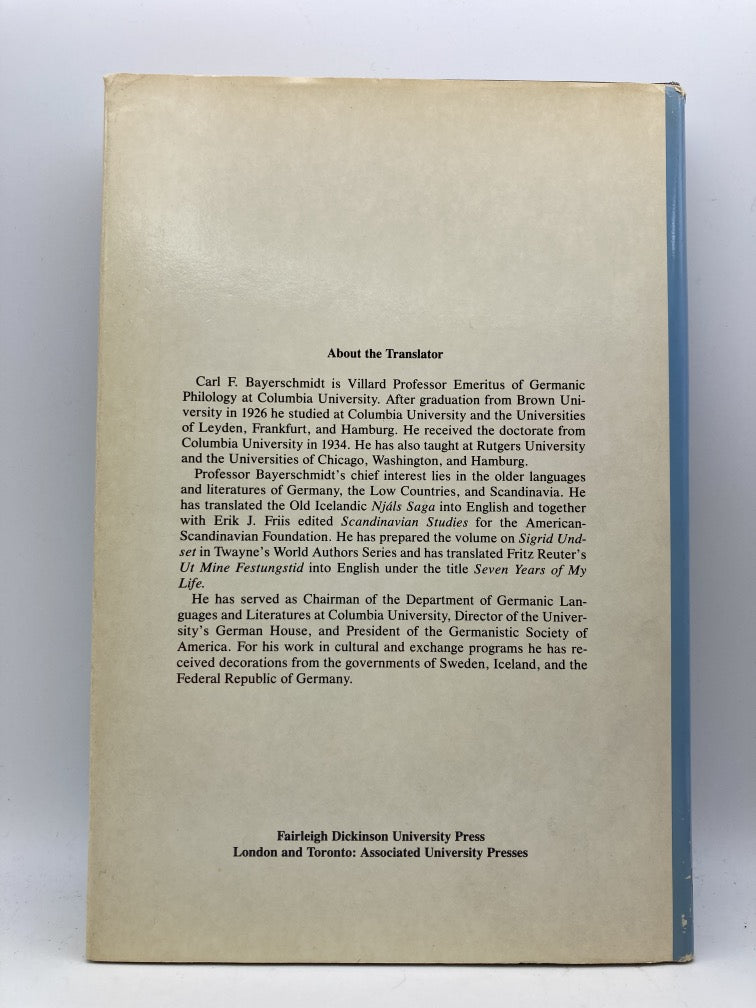 About the Translator
Carl F. Bayerschmidt is Villard Professor Emeritus of Germanic
Philology at Columbia University. After graduation from Brown Uni-
versity in 1926 he studied at Columbia University and the Universities
of Leyden, Frankfurt, and Hamburg. He received the doctorate from
Columbia University in 1934. He has also taught at Rutgers University
and the Universities of Chicago, Washington, and Hamburg.
Professor Bayerschmidt's chief interest lies in the older languages
and literatures of Germany, the Low Countries, and Scandinavia. He
has translated the Old Icelandic Njáls Saga into English and together
with Erik J. Friis edited Scandinavian Studies for the American-
Scandinavian Foundation. He has prepared the volume on Sigrid Und-
set in Twayne's World Authors Series and has translated Fritz Reuter's
Ut Mine Festungstid into English under the title Seven Years of My
Life.
He has served as Chairman of the Department of Germanic Lan-
guages and Literatures at Columbia University, Director of the Univer-
sity's German House, and President of the Germanistic Society of
America. For his work in cultural and exchange programs he has re-
ceived decorations from the governments of Sweden, Iceland, and the
Federal Republic of Germany.
Fairleigh Dickinson University Press
London and Toronto: Associated University Presses